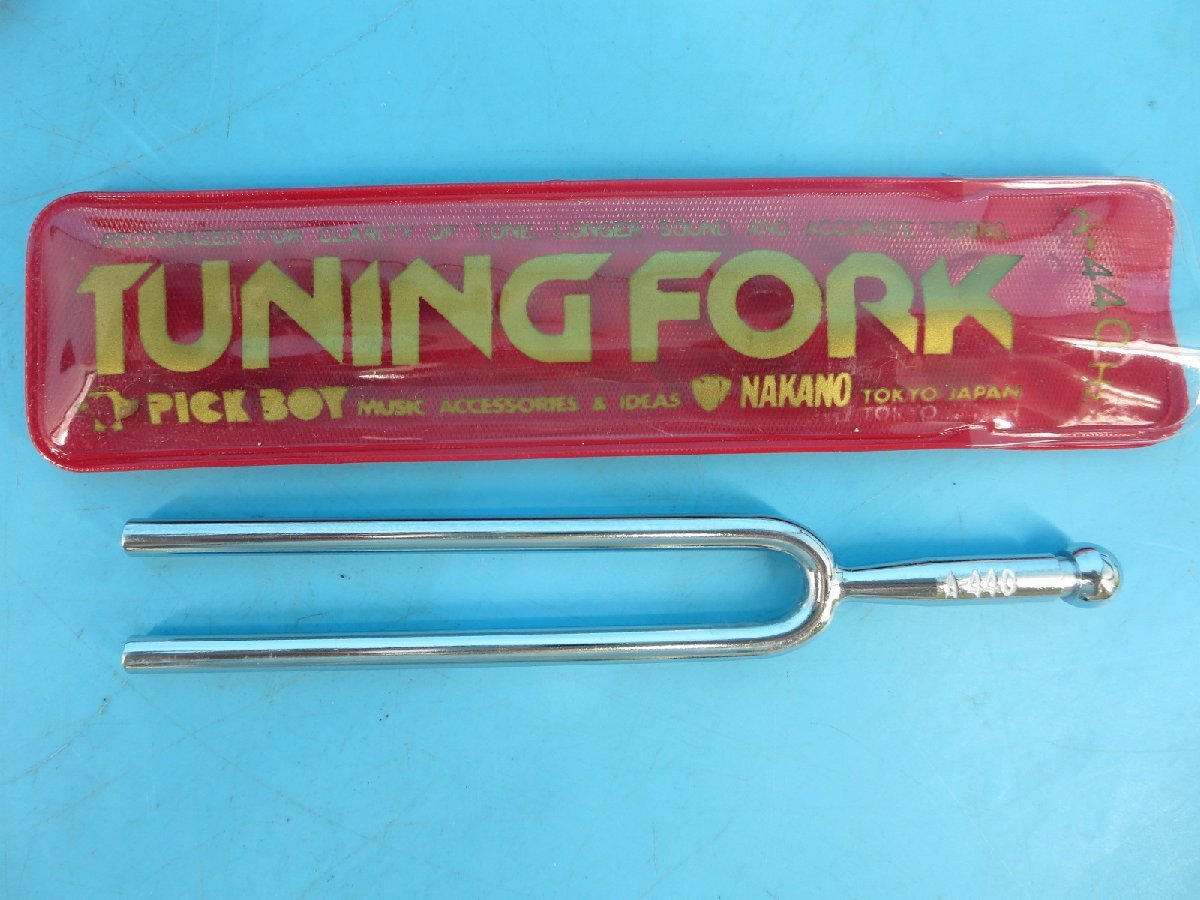 RECOGNIZED FOR CLARITY OF TONE, LONGER SOUND AND ACCURATE TUNING
TUNING FORK
PICK BOY MUSIC ACCESSORIES & IDEAS NAKANO TOKYO JAPAN
A-440Hz
A 440